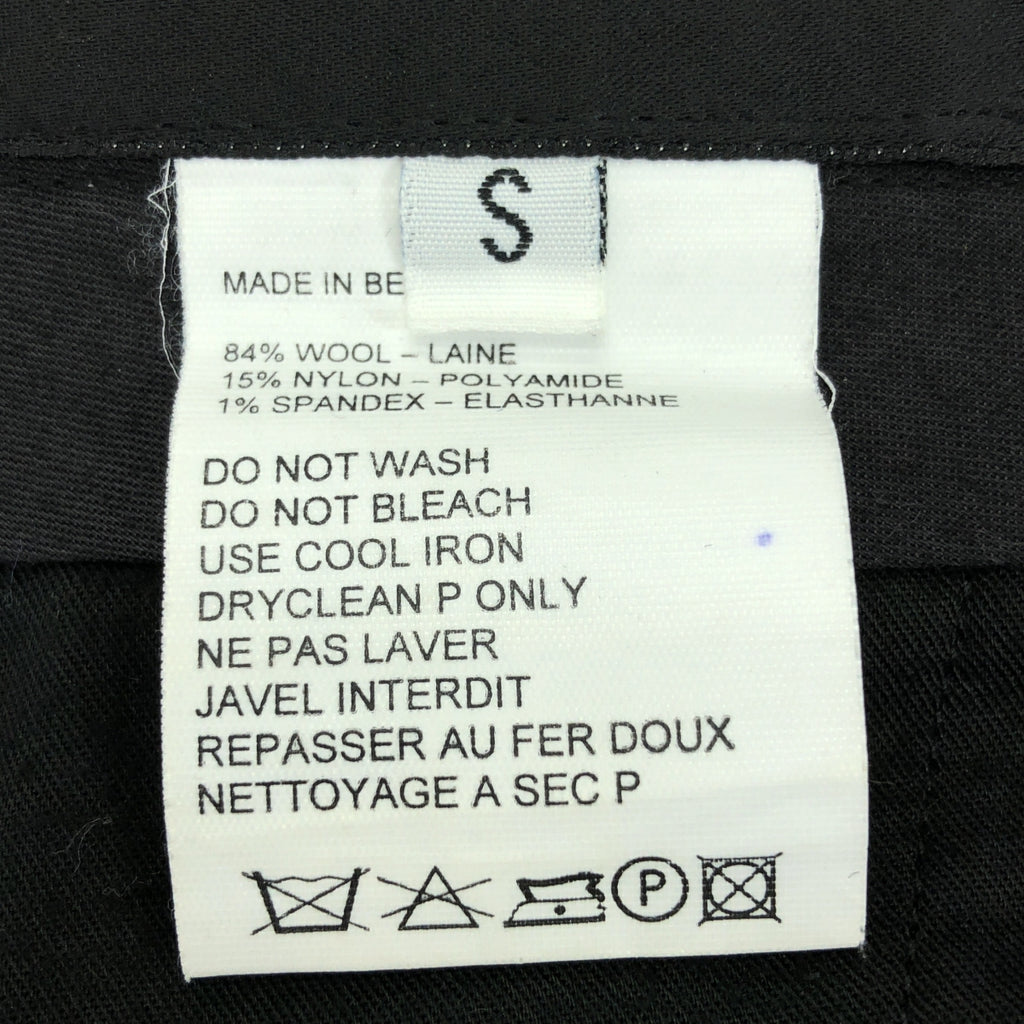 S
MADE IN BE
84% WOOL – LAINE
15% NYLON – POLYAMIDE
1% SPANDEX – ELASTHANNE
DO NOT WASH
DO NOT BLEACH
USE COOL IRON
DRYCLEAN P ONLY
NE PAS LAVER
JAVEL INTERDIT
REPASSER AU FER DOUX
NETTOYAGE A SEC P
P